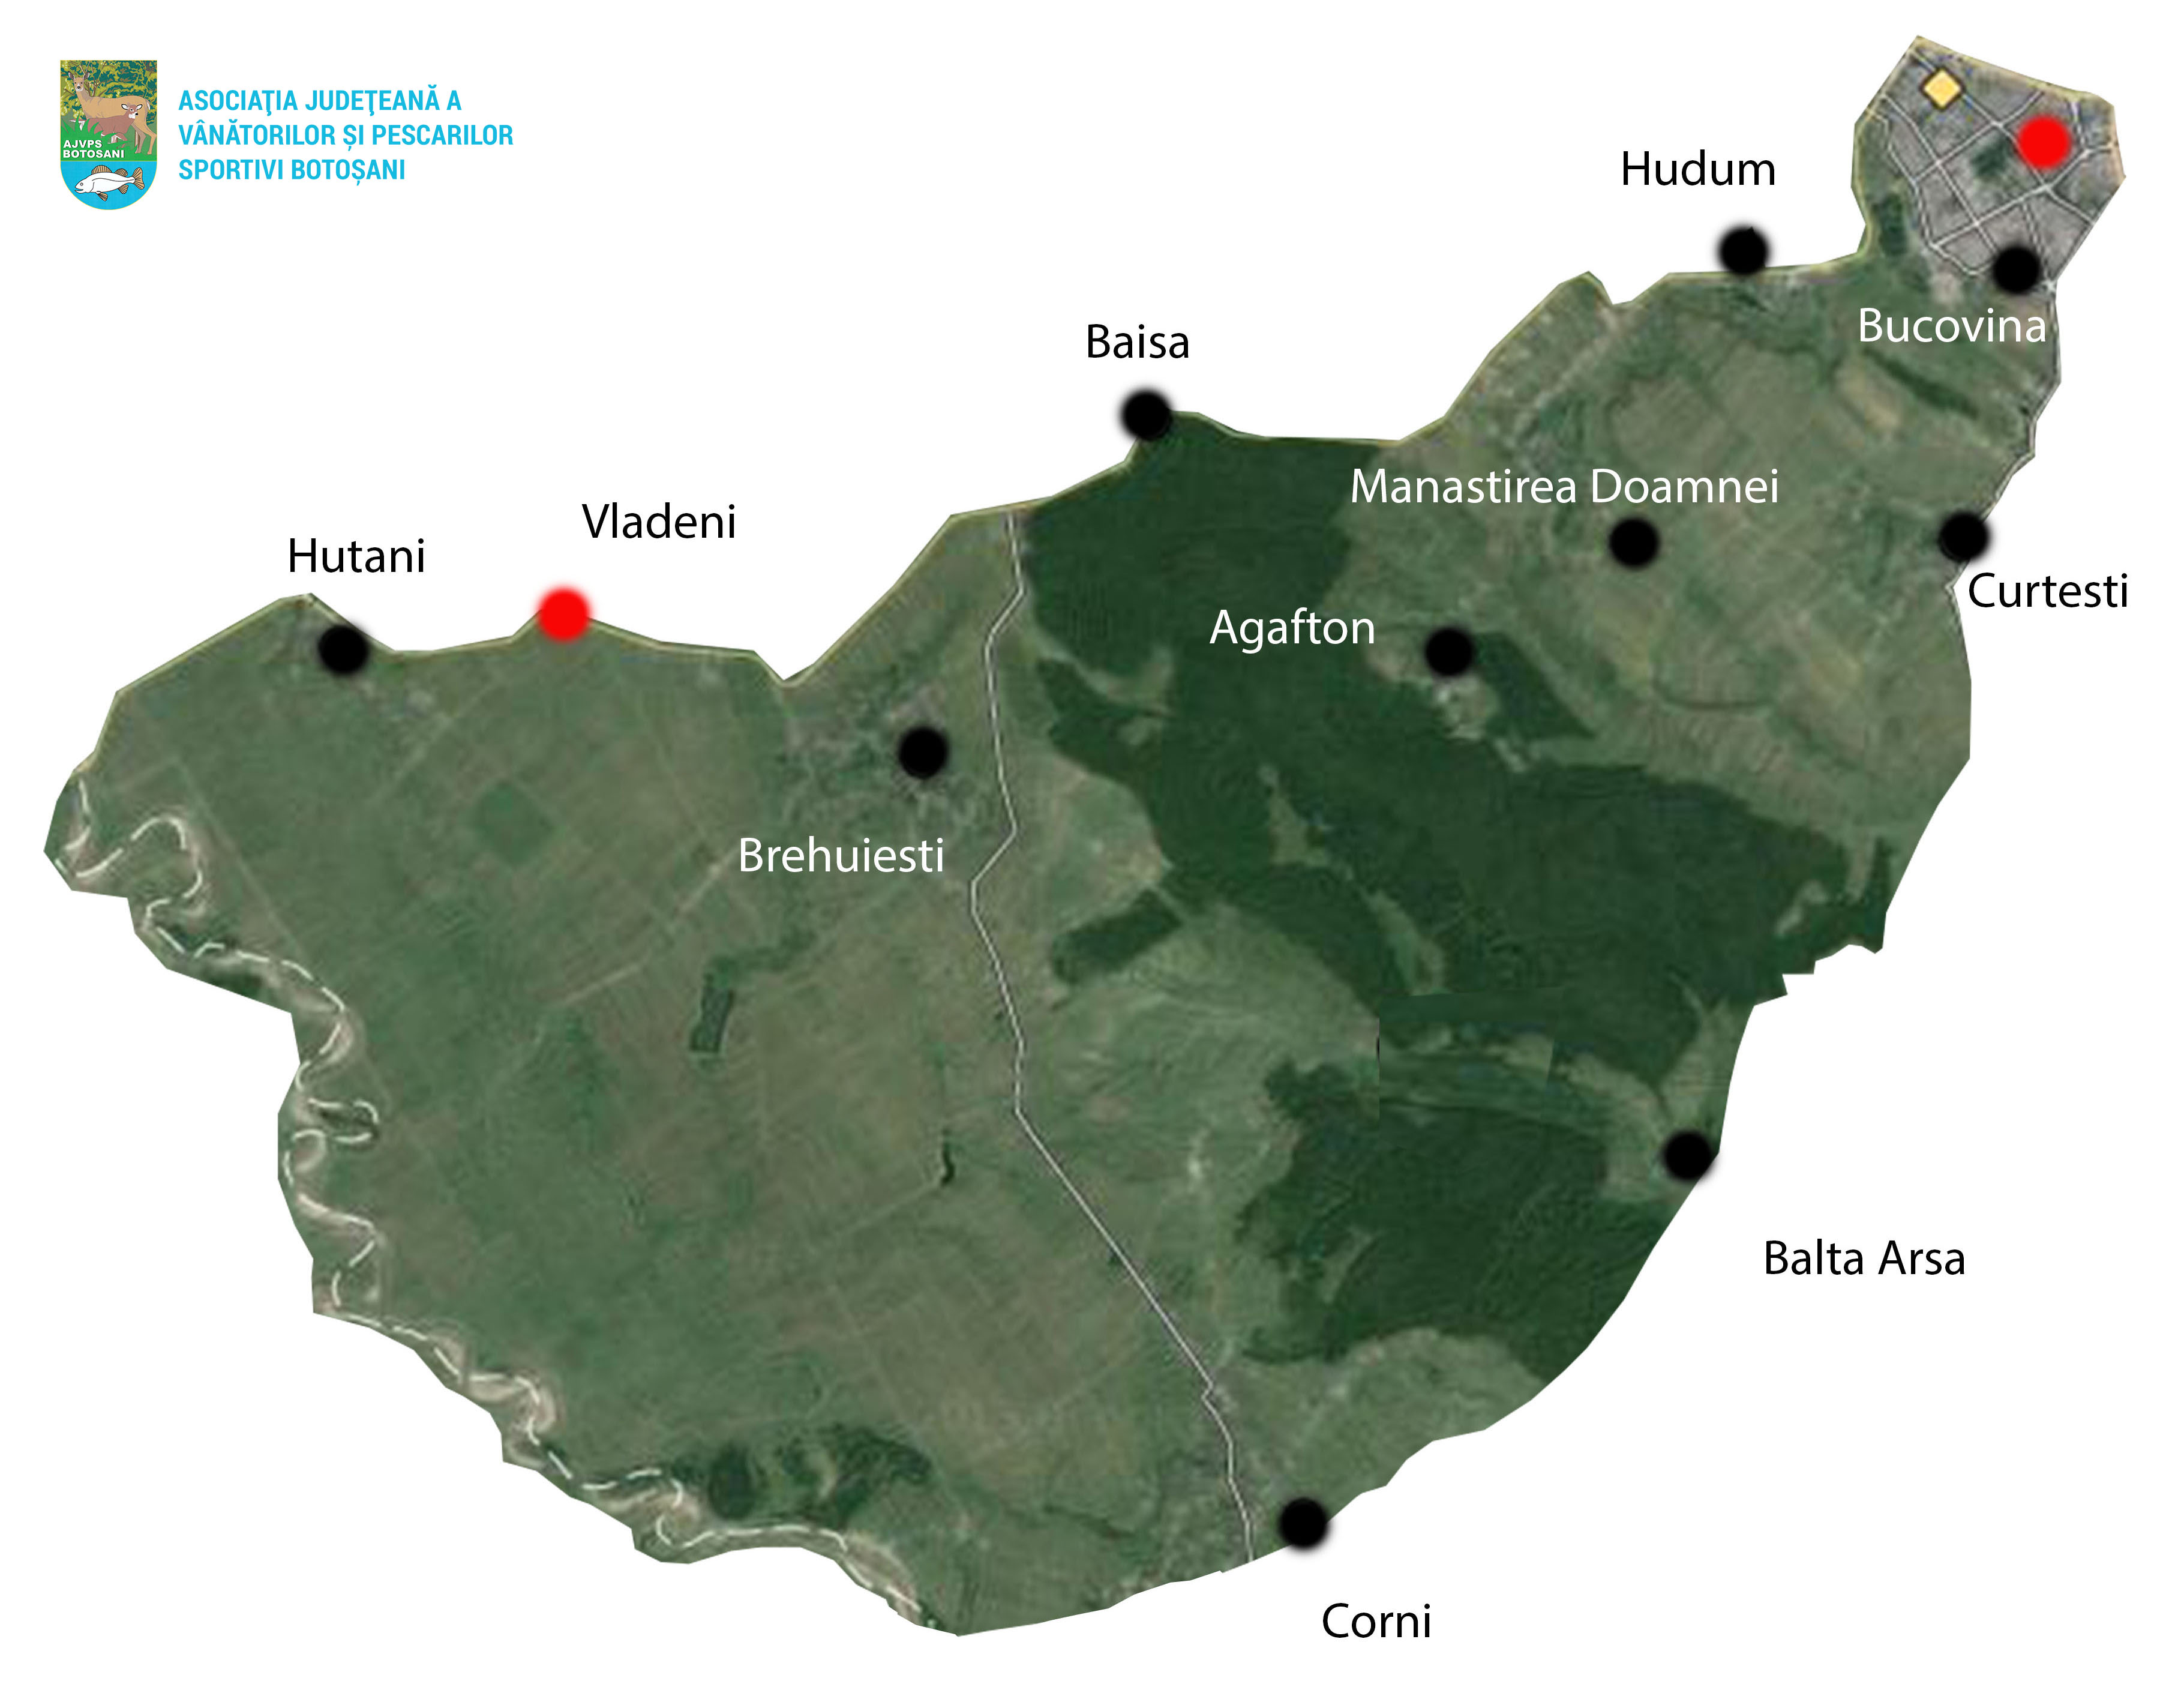 ASOCIAŢIA JUDEŢEANĂ A
VÂNĂTORILOR ȘI PESCARILOR
SPORTIVI BOTOȘANI
AJVPS
BOTOSANI
Hudum
Bucovina
Baisa
Manastirea Doamnei
Vladeni
Hutani
Curtesti
Agafton
Brehuiesti
Balta Arsa
Corni